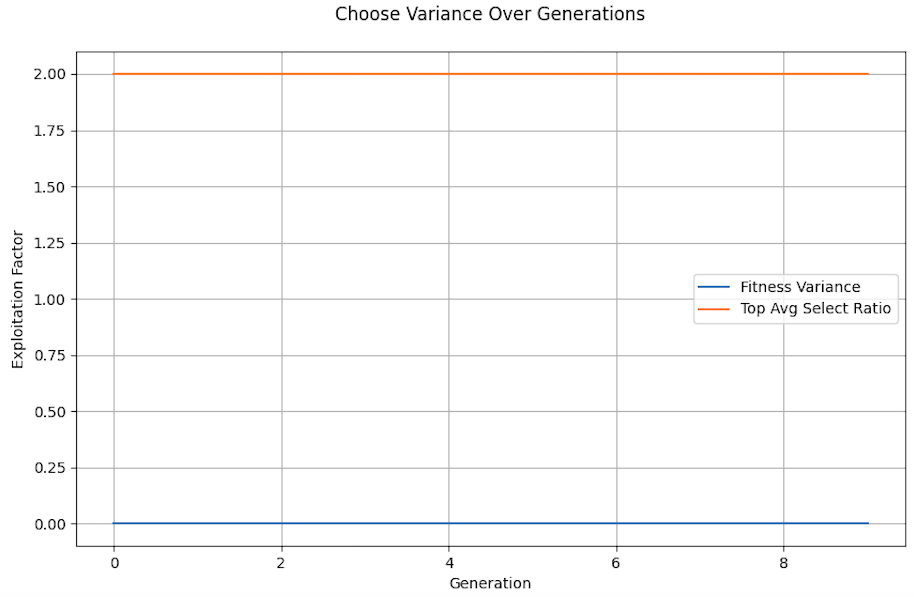 Choose Variance Over Generations
2.00
1.75
1.50
1.25
1.00
0.75
0.50
0.25
0.00
Exploitation Factor
Fitness Variance
Top Avg Select Ratio
0 2 4 6 8
Generation